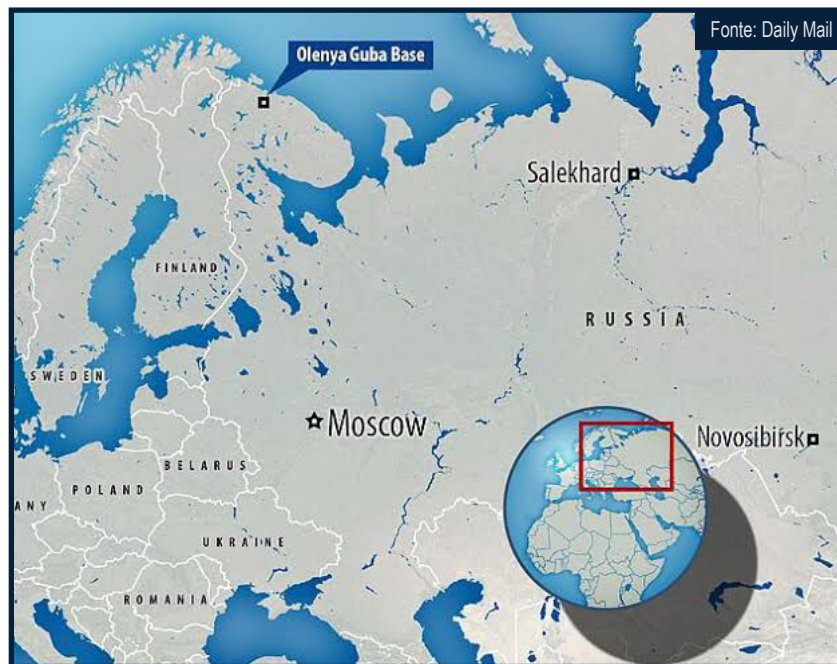 Fonte: Daily Mail
Olenya Guba Base
Salekhard
FINLAND
RUSSIA
SWEDEN
Moscow
Novosibirsk
BELARUS
POLAND
ANY
UKRAINE
ROMANIA